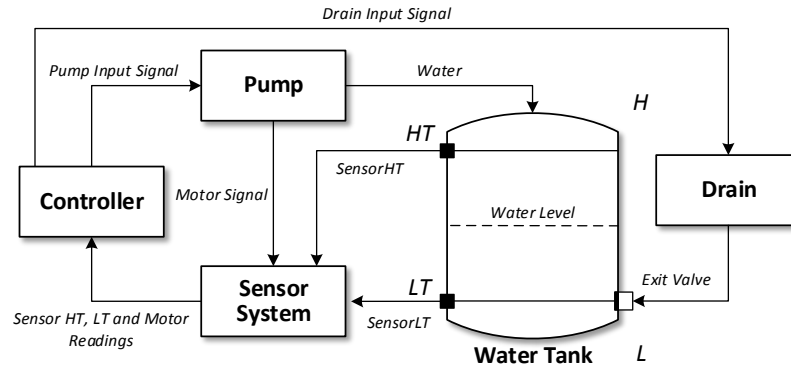 Drain Input Signal
Pump Input Signal
Water
Pump
H
HT
SensorHT
Motor Signal
Controller
Drain
Water Level
Sensor
System
LT
Exit Valve
SensorLT
Sensor HT, LT and Motor
Readings
Water Tank
L